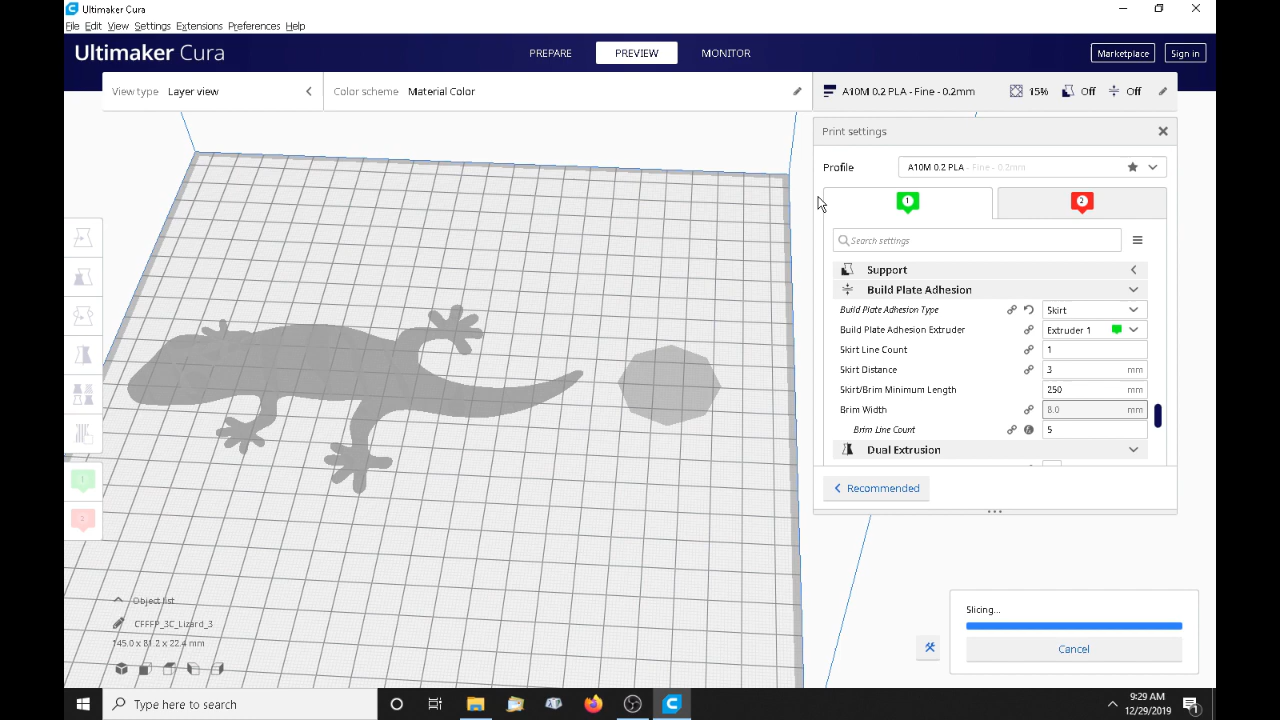 Ultimaker Cura
File Edit View Settings Extensions Preferences Help
Ultimaker Cura
PREPARE
PREVIEW
MONITOR
Marketplace
Sign in
View type Layer view
Color scheme Material Color
A10M 0.2 PLA - Fine - 0.2mm
15%
Off
Off
Print settings
Profile
A10M 0.2 PLA - Fine - 0.2mm
1
2
Search settings
Support
Build Plate Adhesion
Build Plate Adhesion Type Skirt
Build Plate Adhesion Extruder Extruder 1
Skirt Line Count 1
Skirt Distance 3 mm
Skirt/Brim Minimum Length 250 mm
Brim Width 8.0 mm
Brim Line Count 5
Dual Extrusion
Recommended
Object list
CFFFP_3C_Lizard_3
145.0 x 81.2 x 22.4 mm
Slicing...
Cancel
Type here to search
9:29 AM
12/29/2019
1